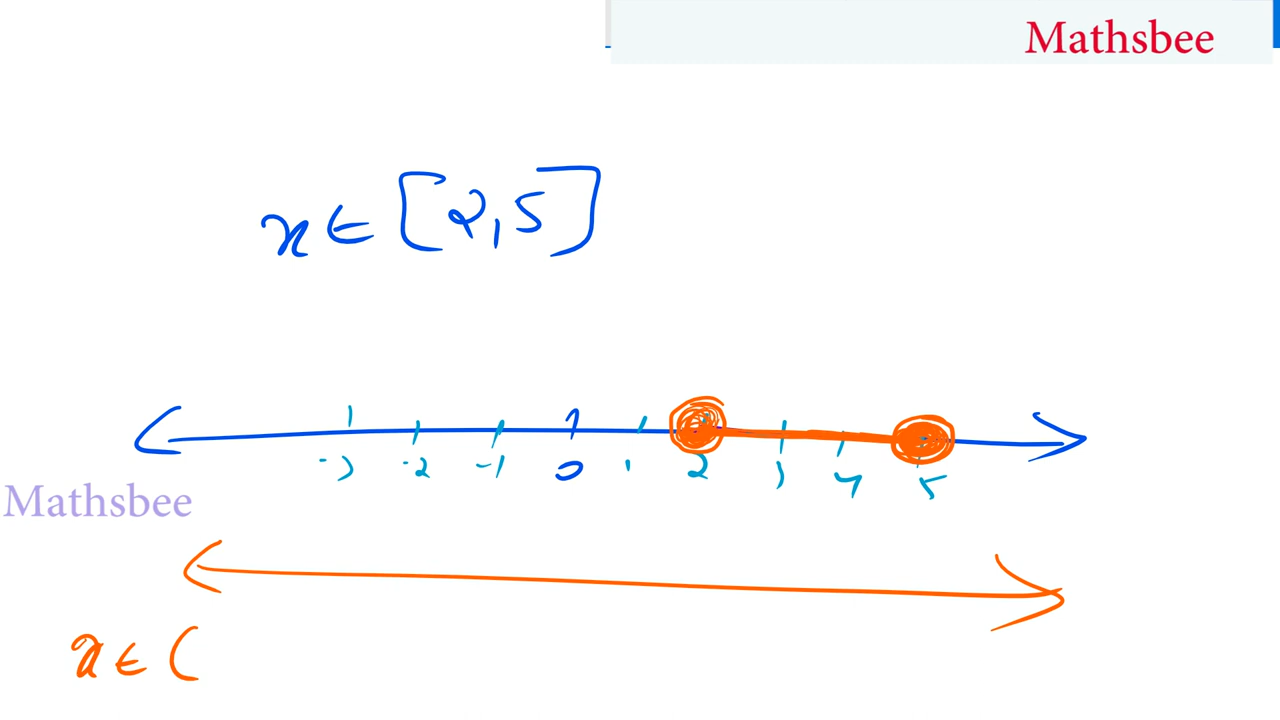 Mathsbee
x ∈ [2,5]
-3 -2 -1 0 1 2 3 4 5
Mathsbee
x ∈ (